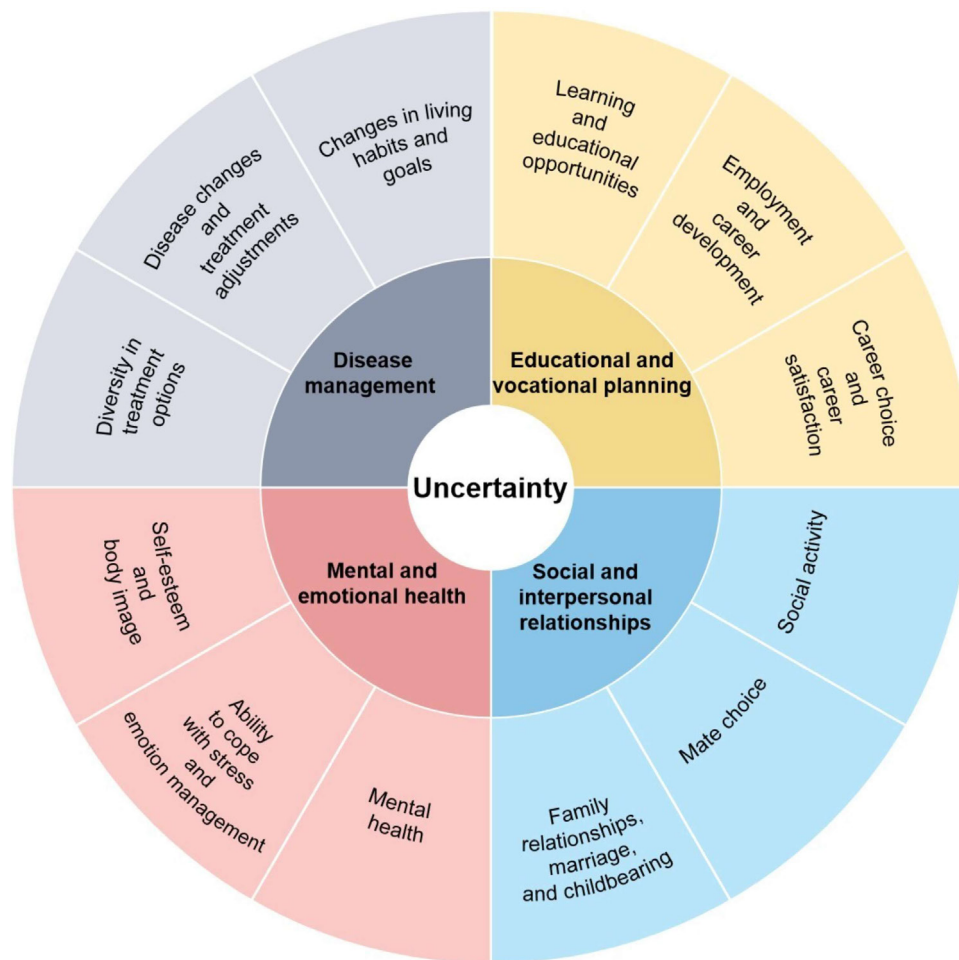 Changes in living
habits and
goals
Learning
and
educational
opportunities
Disease changes
and
treatment
adjustments
Employment
and
career
development
Diversity in
treatment
options
Career choice
and
career
satisfaction
Disease
management
Educational and
vocational planning
Uncertainty
Mental and
emotional health
Social and
interpersonal
relationships
Self-esteem
and
body image
Social activity
Ability
to cope
with stress
and
emotion management
Mate choice
Mental
health
Family
relationships,
marriage,
and childbearing